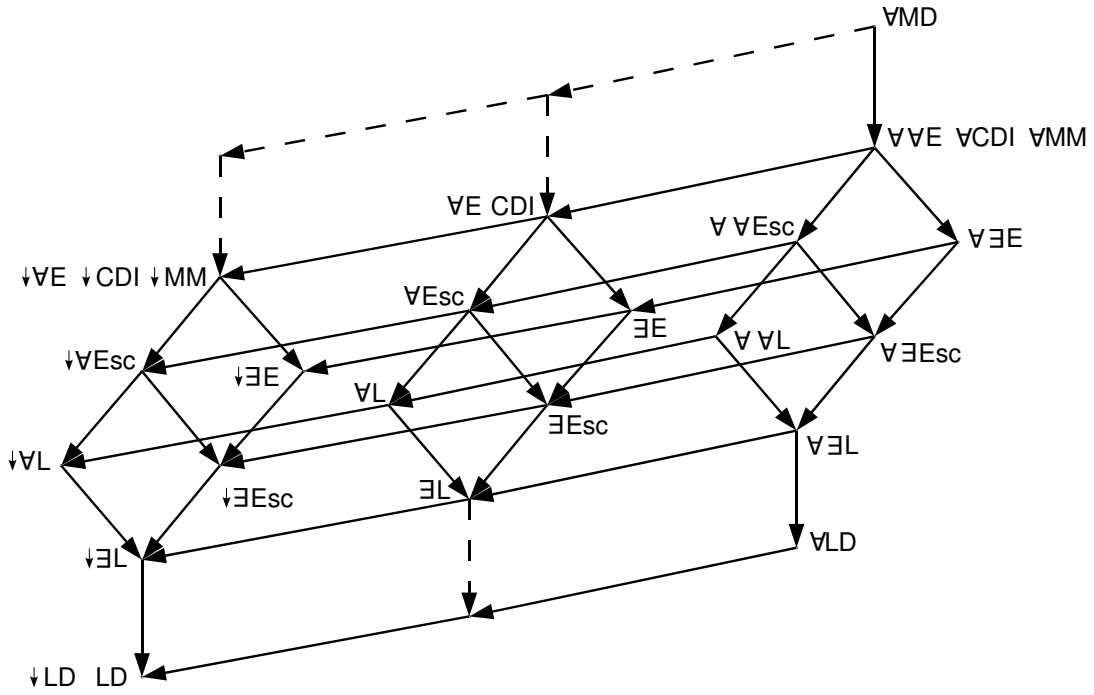 ∀MD
∀∀E ∀CDI ∀MM
∀E CDI
∀∀Esc
∀∃E
↓∀E ↓CDI ↓MM
∀Esc
∃E
∀∀L
∀∃Esc
↓∀Esc
↓∃E
∀L
∃Esc
∀∃L
↓∀L
↓∃Esc
∃L
∀LD
↓∃L
↓LD LD